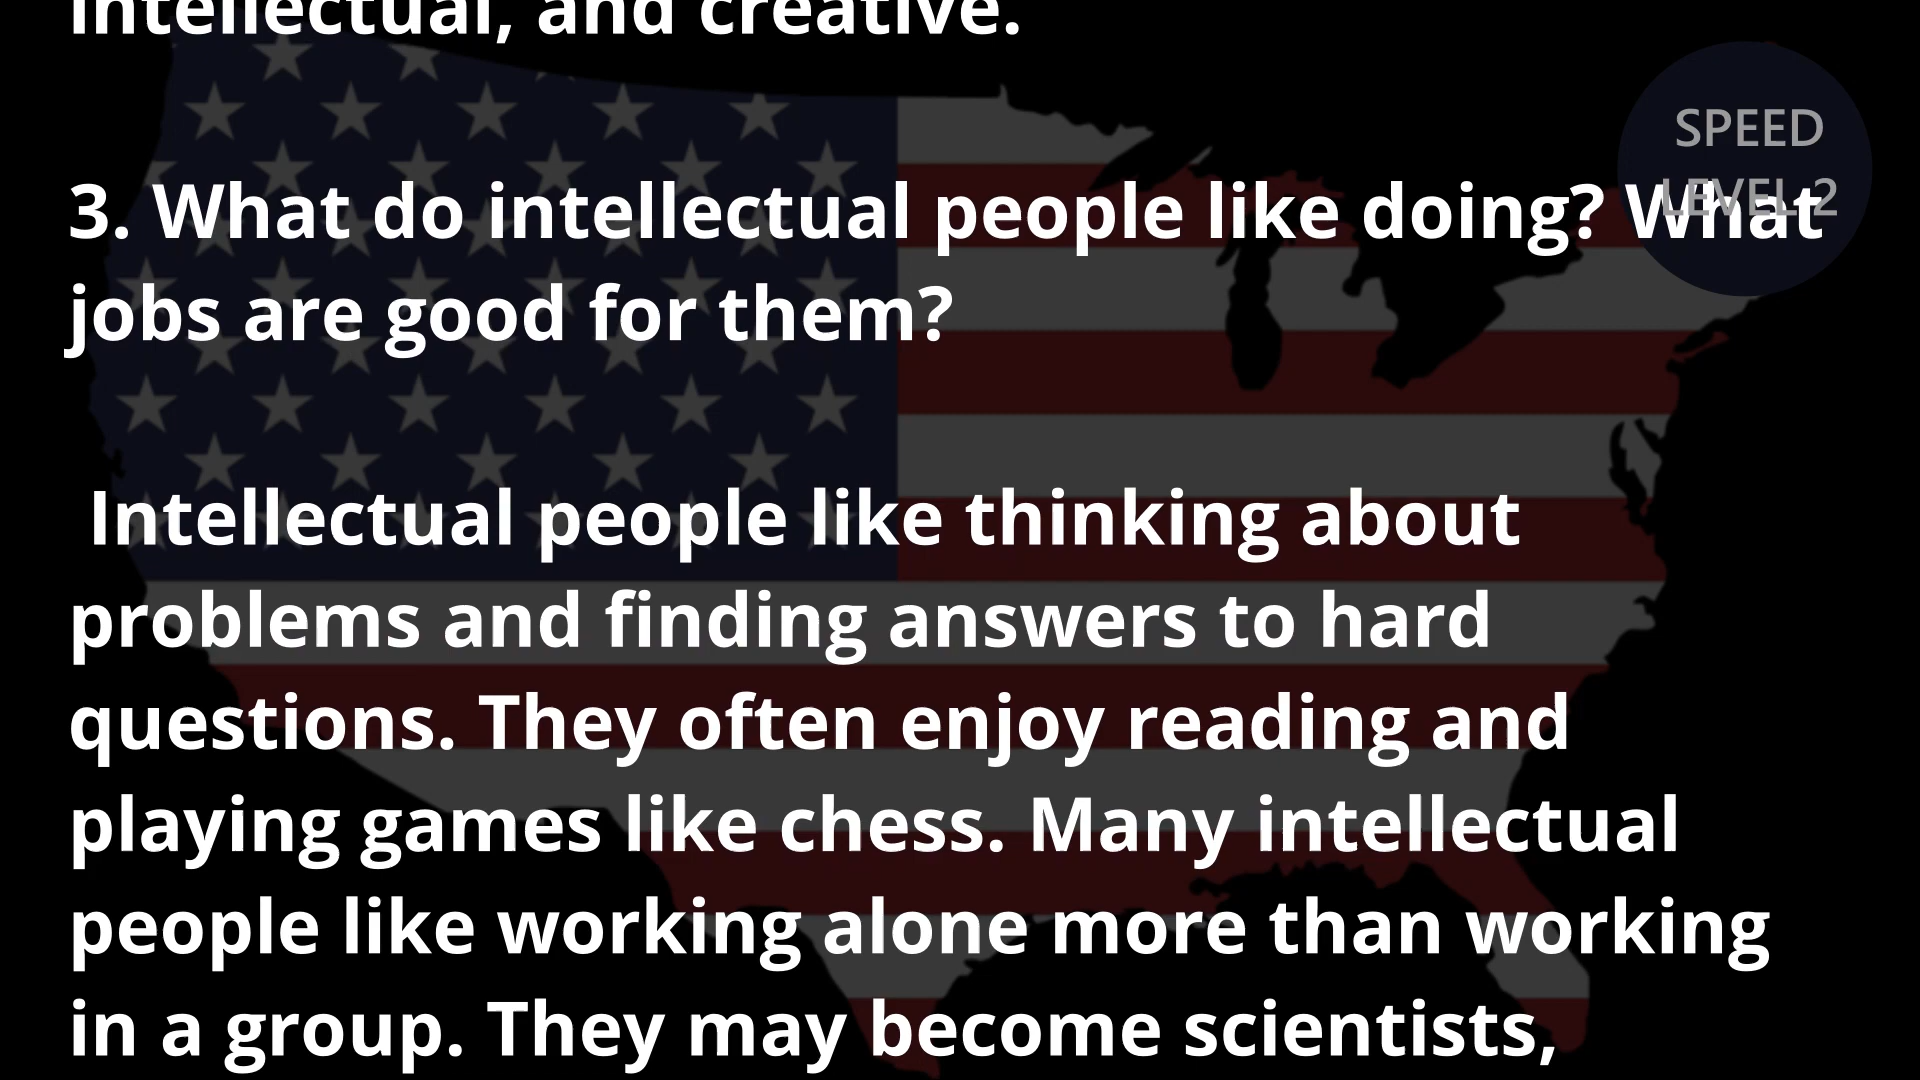 intellectual, and creative.
SPEED
LEVEL 2
3. What do intellectual people like doing? What
jobs are good for them?
Intellectual people like thinking about
problems and finding answers to hard
questions. They often enjoy reading and
playing games like chess. Many intellectual
people like working alone more than working
in a group. They may become scientists,